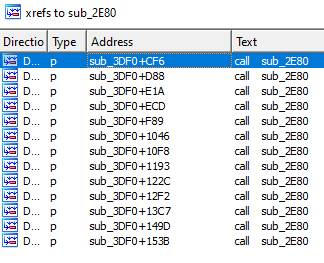 xrefs to sub_2E80
Directio Type Address Text
D... p sub_3DF0+CF6 call sub_2E80
D... p sub_3DF0+D88 call sub_2E80
D... p sub_3DF0+E1A call sub_2E80
D... p sub_3DF0+ECD call sub_2E80
D... p sub_3DF0+F89 call sub_2E80
D... p sub_3DF0+1046 call sub_2E80
D... p sub_3DF0+10F8 call sub_2E80
D... p sub_3DF0+1193 call sub_2E80
D... p sub_3DF0+122C call sub_2E80
D... p sub_3DF0+12F2 call sub_2E80
D... p sub_3DF0+13C7 call sub_2E80
D... p sub_3DF0+149D call sub_2E80
D... p sub_3DF0+153B call sub_2E80